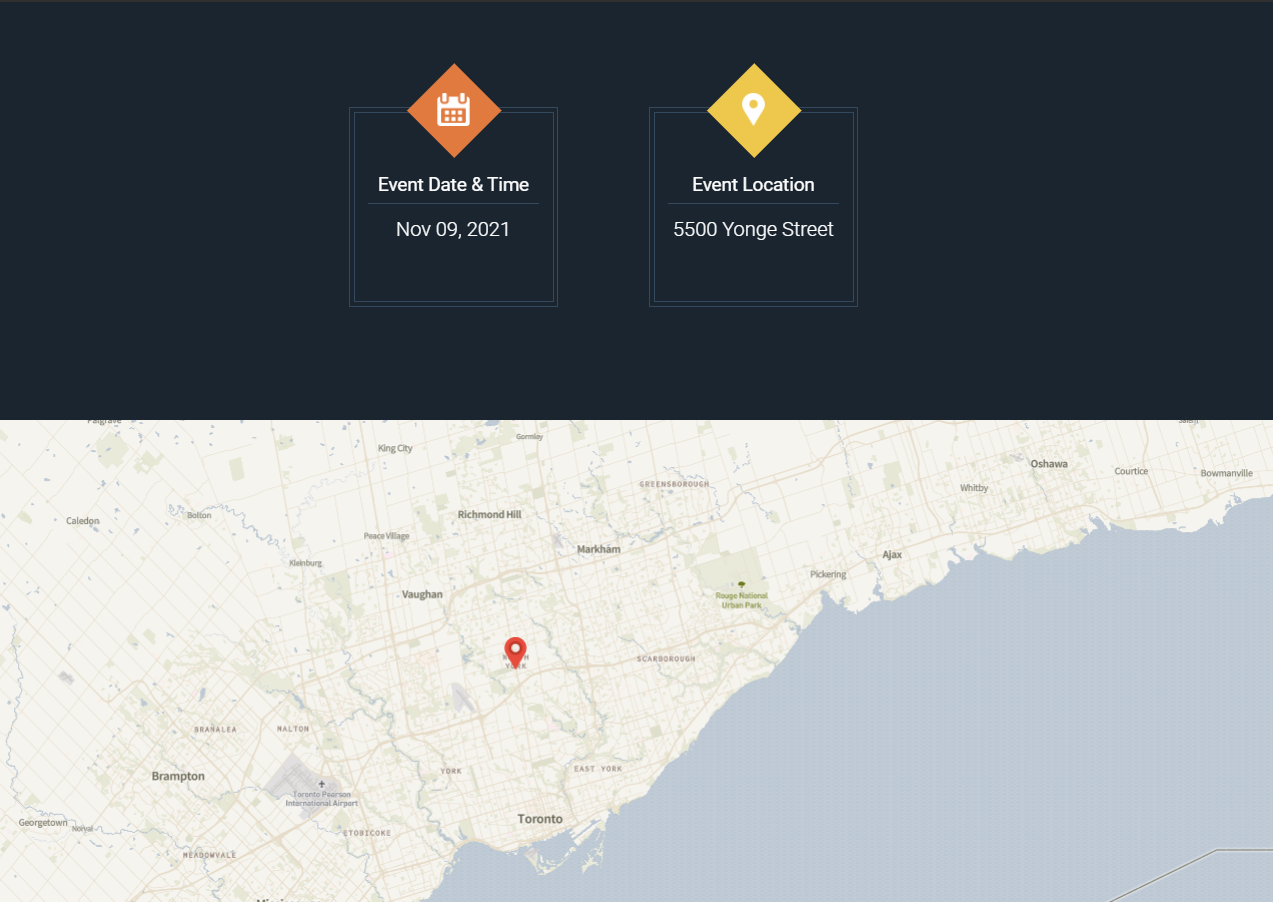 Event Date & Time
Nov 09, 2021
Event Location
5500 Yonge Street
Palgrave
King City
Gormley
Salem
GREENSBOROUGH
Oshawa
Courtice
Bowmanville
Whitby
Caledon
Bolton
Richmond Hill
Peace Village
Markham
Kleinburg
Ajax
Pickering
Vaughan
Rouge National
Urban Park
SCARBOROUGH
BRAMALEA
MALTON
Brampton
YORK
EAST YORK
Toronto Pearson
International Airport
Georgetown
Norval
Toronto
ETOBICOKE
MEADOWVALE